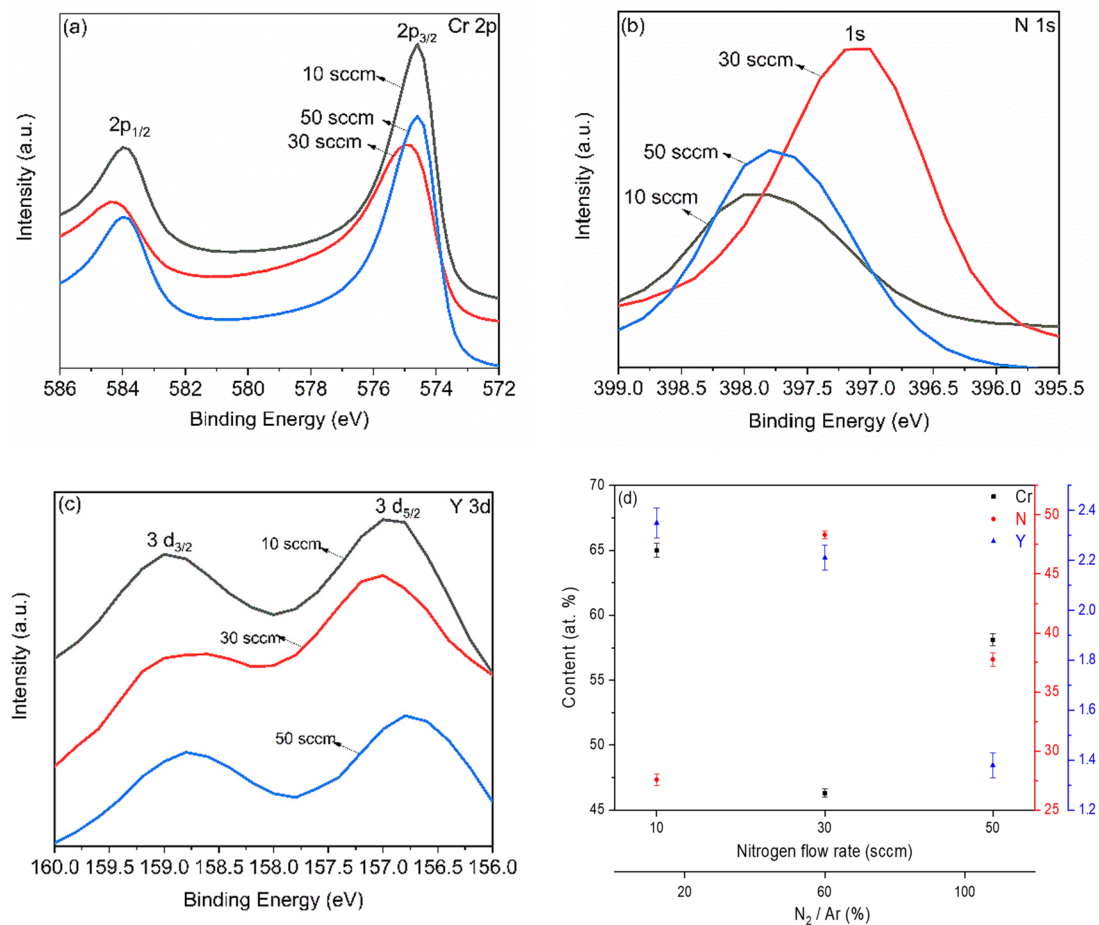 (a)
Cr 2p
2p3/2
10 sccm
50 sccm
30 sccm
2p1/2
Intensity (a.u.)
586 584 582 580 578 576 574 572
Binding Energy (eV)
(b)
N 1s
1s
30 sccm
50 sccm
10 sccm
Intensity (a.u.)
399.0 398.5 398.0 397.5 397.0 396.5 396.0 395.5
Binding Energy (eV)
(c)
Y 3d
3 d5/2
3 d3/2
10 sccm
30 sccm
50 sccm
Intensity (a.u.)
160.0 159.5 159.0 158.5 158.0 157.5 157.0 156.5 156.0
Binding Energy (eV)
(d)
Cr
N
Y
Content (at. %)
70
65
60
55
50
45
50
45
40
35
30
25
2.4
2.2
2.0
1.8
1.6
1.4
1.2
10 30 50
Nitrogen flow rate (sccm)
20 60 100
N2 / Ar (%)